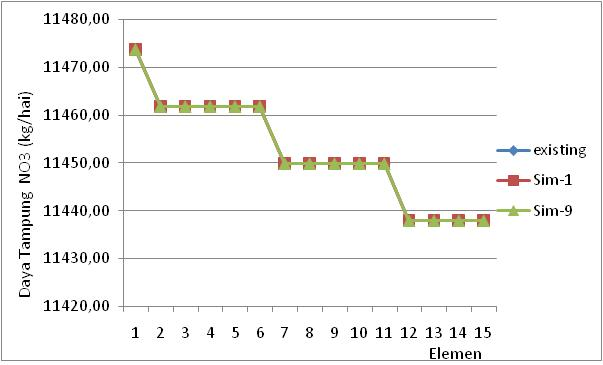 11480,00
11470,00
11460,00
11450,00
11440,00
11430,00
11420,00
Daya Tampung NO3 (kg/hai)
1 2 3 4 5 6 7 8 9 10 11 12 13 14 15
Elemen
existing
Sim-1
Sim-9